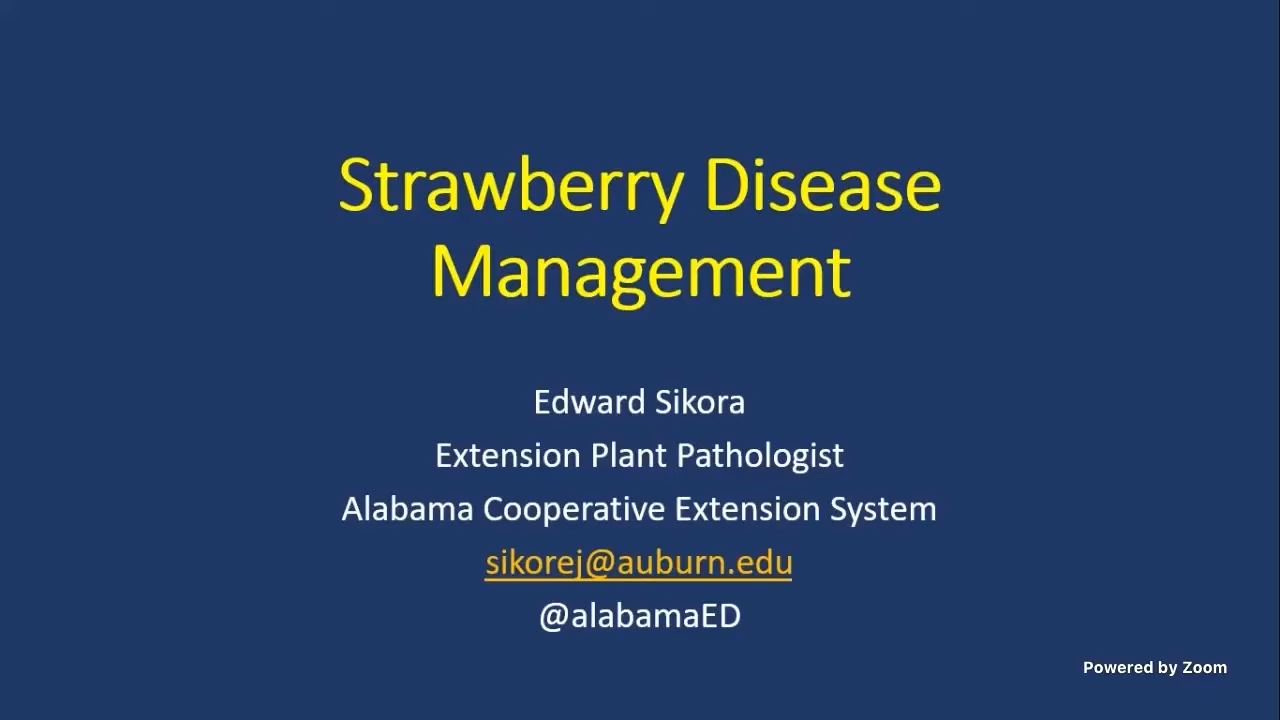 Strawberry Disease
Management
Edward Sikora
Extension Plant Pathologist
Alabama Cooperative Extension System
sikorej@auburn.edu
@alabamaED
Powered by Zoom